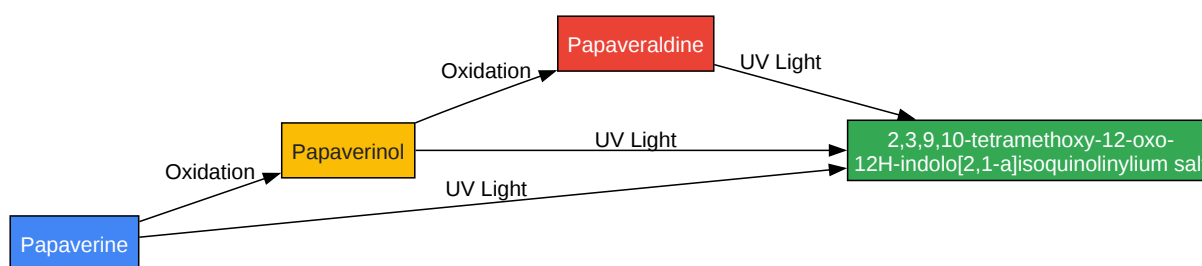 Papaveraldine
UV Light
Oxidation
2,3,9,10-tetramethoxy-12-oxo-
12H-indolo[2,1-a]isoquinolinylium sal
UV Light
Papaverinol
Oxidation
UV Light
Papaverine